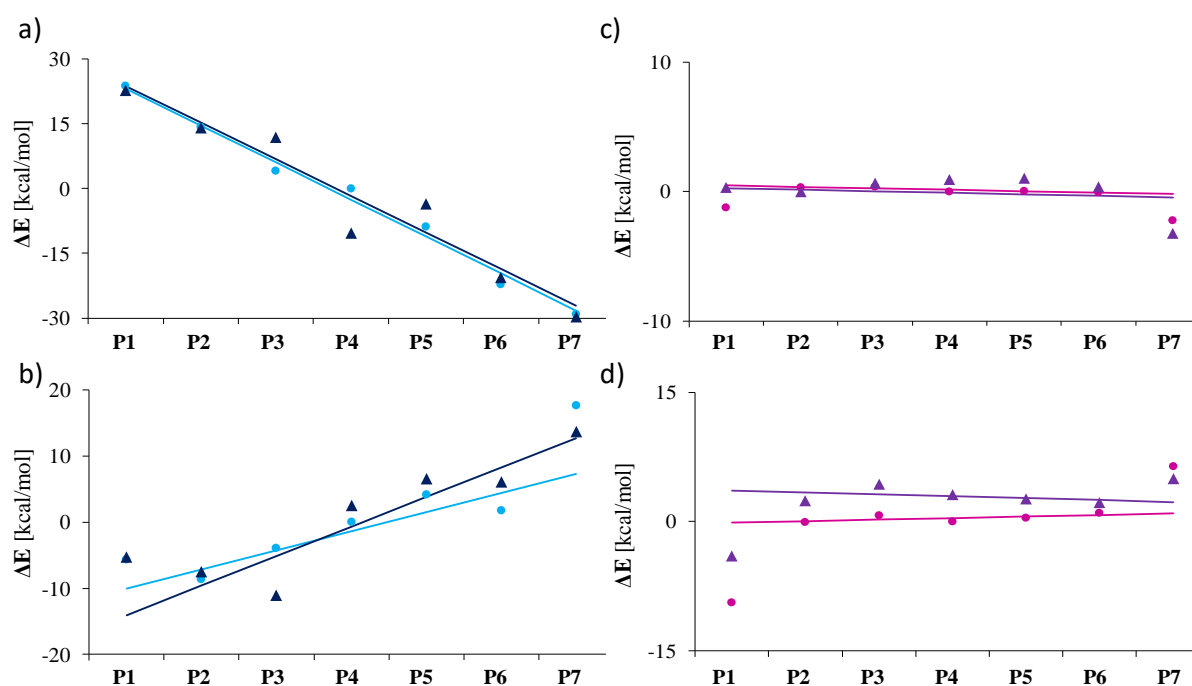 a)
30
15
0
-15
-30
ΔE [kcal/mol]
P1 P2 P3 P4 P5 P6 P7
b)
20
10
0
-10
-20
ΔE [kcal/mol]
P1 P2 P3 P4 P5 P6 P7
c)
10
0
-10
ΔE [kcal/mol]
P1 P2 P3 P4 P5 P6 P7
d)
15
0
-15
ΔE [kcal/mol]
P1 P2 P3 P4 P5 P6 P7